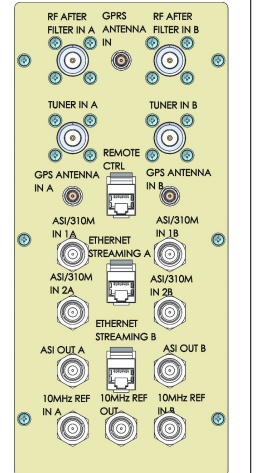 RF AFTER
FILTER IN A
GPRS
ANTENNA
IN
RF AFTER
FILTER IN B
TUNER IN A
TUNER IN B
REMOTE
CTRL
GPS ANTENNA
IN A
GPS ANTENNA
IN B
ASI/310M
IN 1A
ASI/310M
IN 1B
ETHERNET
STREAMING A
ASI/310M
IN 2A
ASI/310M
IN 2B
ETHERNET
STREAMING B
ASI OUT A
ASI OUT B
10MHz REF
IN A
10MHz REF
OUT
10MHz REF
IN B